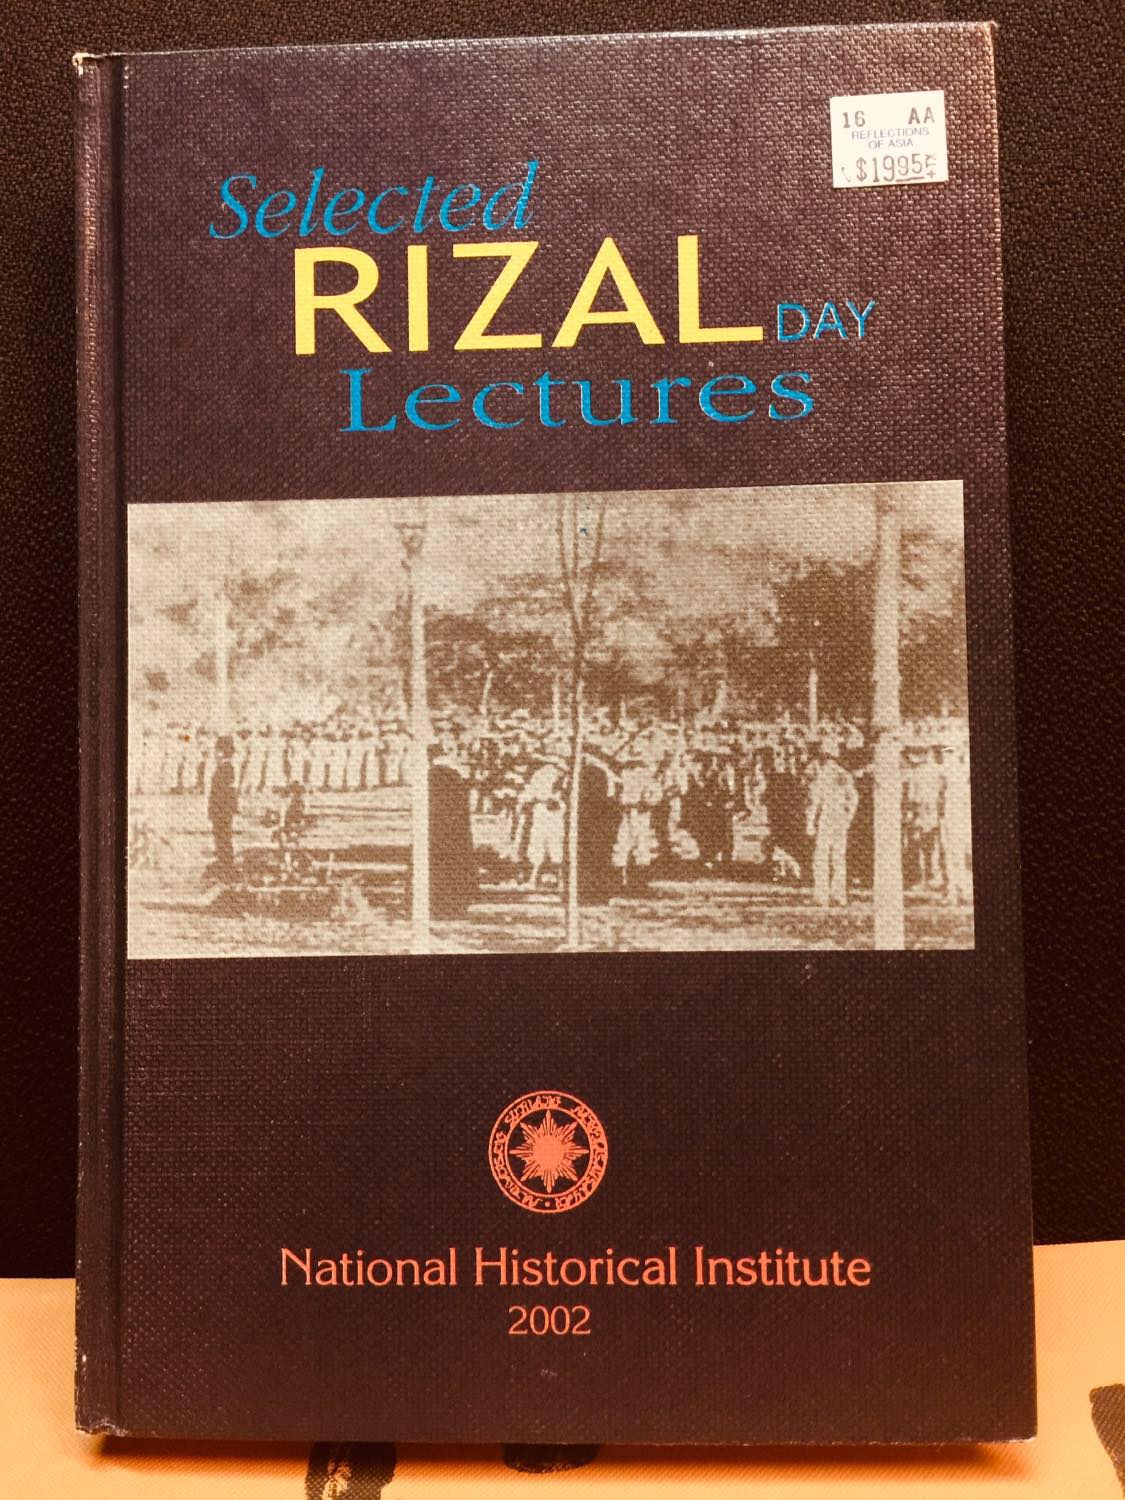 16 AA
REFLECTIONS
OF ASIA
$1995
Selected
RIZAL DAY
Lectures
National Historical Institute
2002